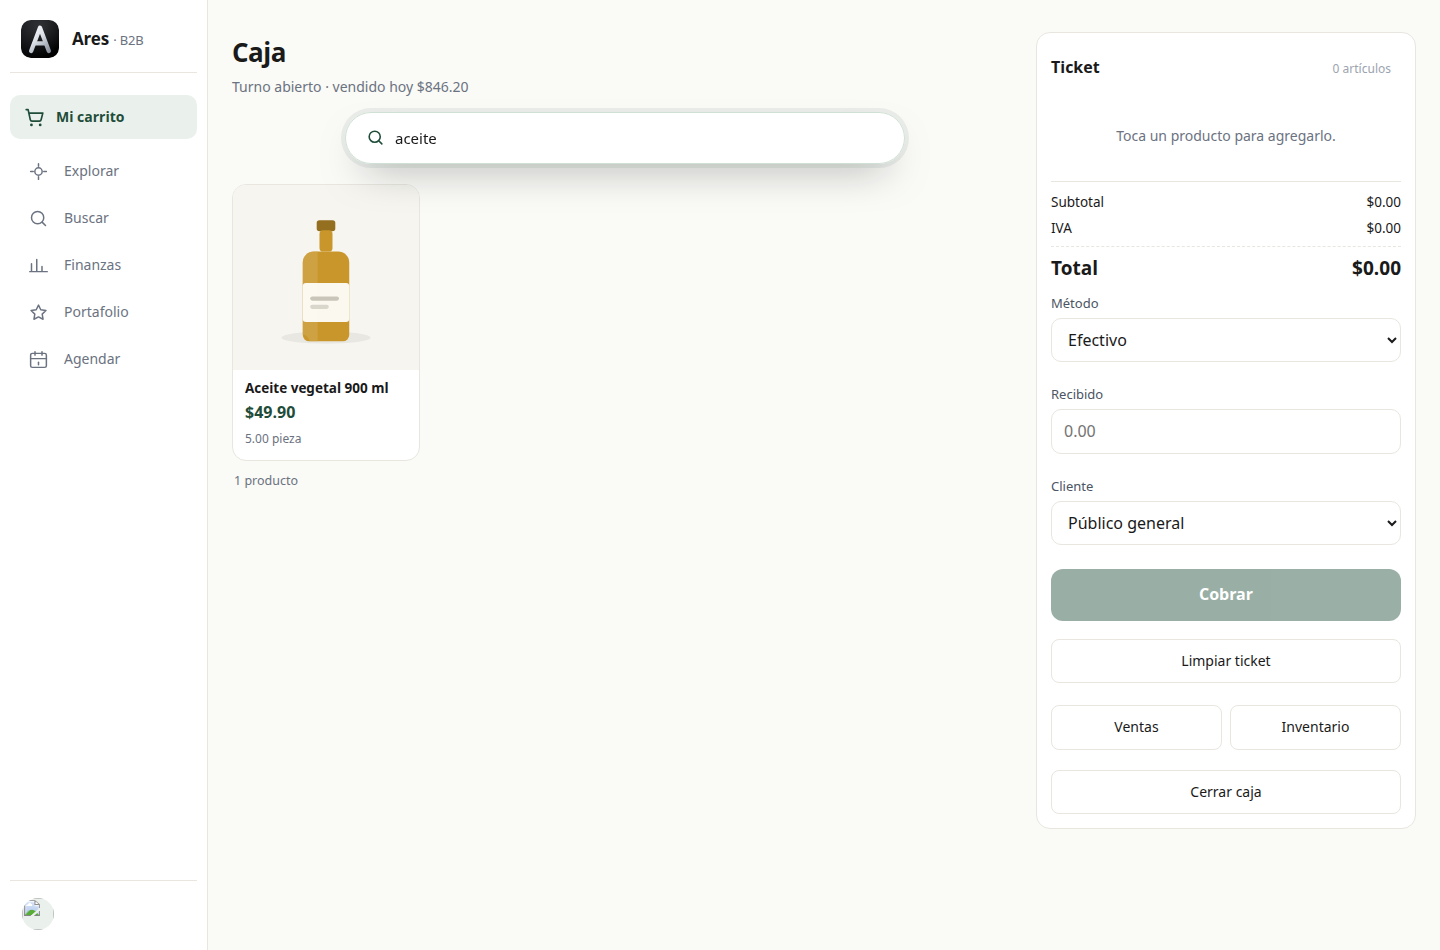 Ares · B2B
Mi carrito
Explorar
Buscar
Finanzas
Portafolio
Agendar
Caja
Turno abierto · vendido hoy $846.20
aceite
Aceite vegetal 900 ml
$49.90
5.00 pieza
1 producto
Ticket 0 artículos
Toca un producto para agregarlo.
Subtotal $0.00
IVA $0.00
Total $0.00
Método
Efectivo
Recibido
0.00
Cliente
Público general
Cobrar
Limpiar ticket
Ventas Inventario
Cerrar caja